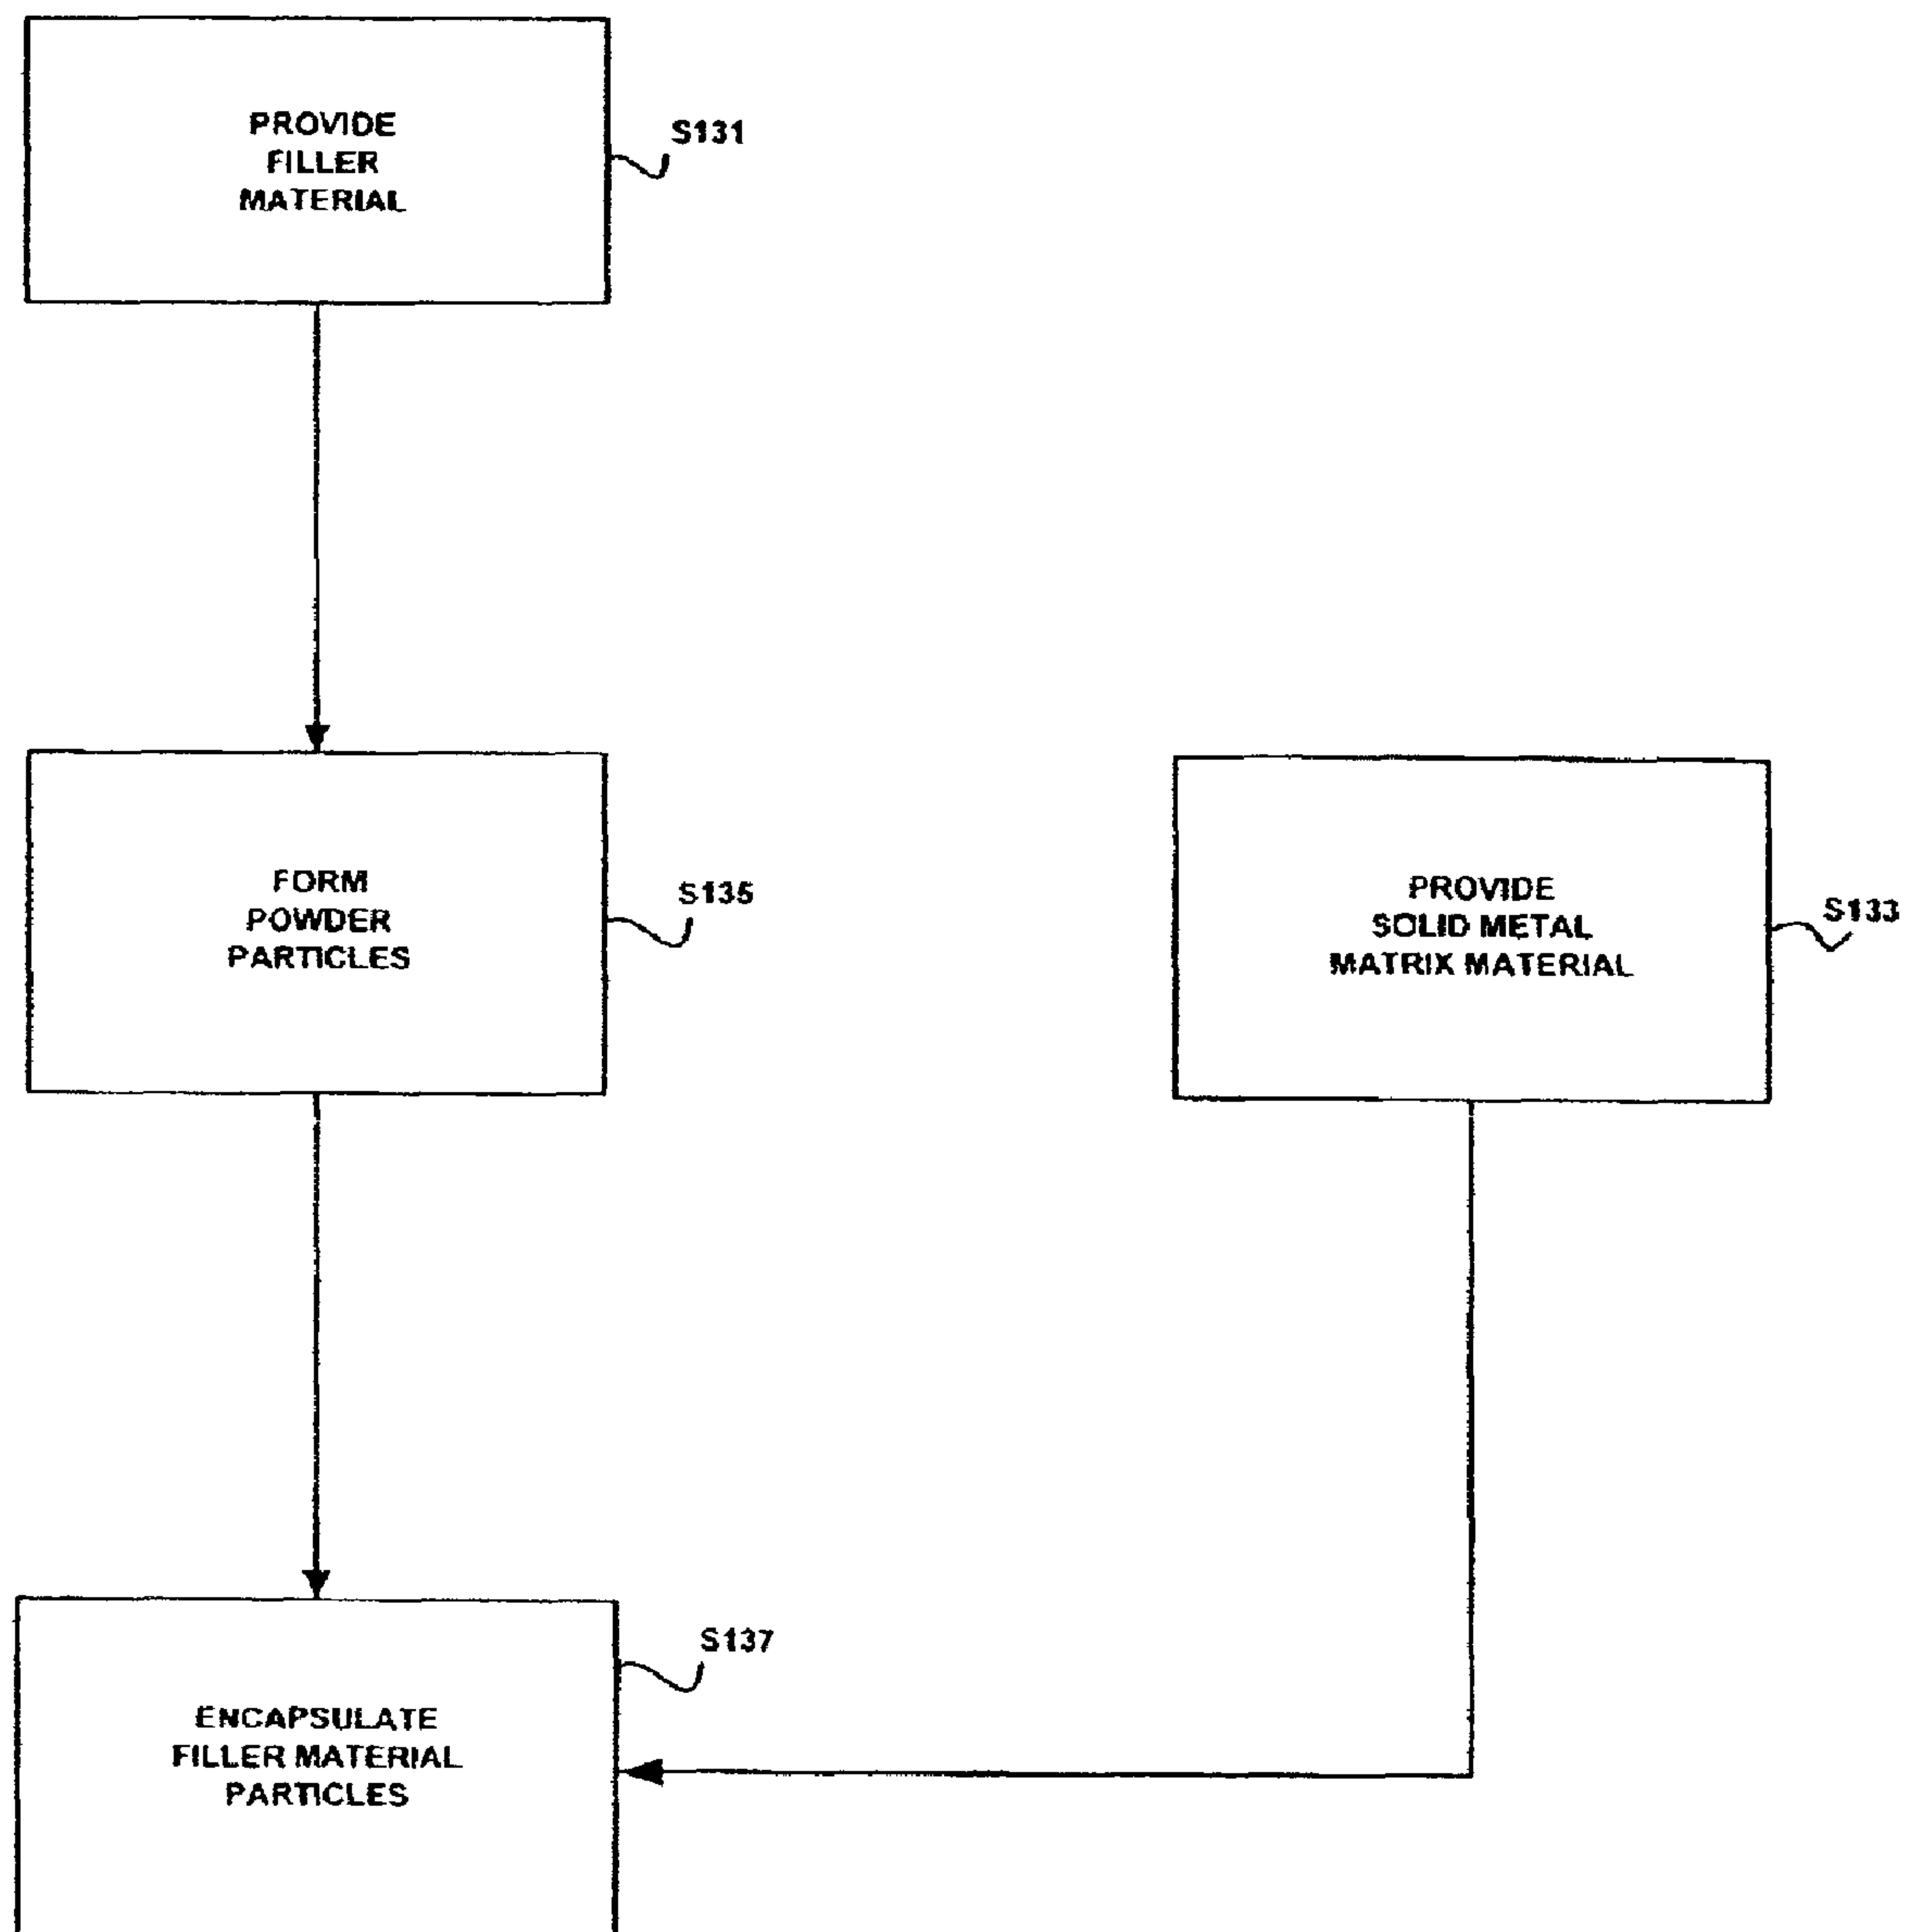 PROVIDE
FILLER
MATERIAL
S131
FORM
POWDER
PARTICLES
S135
PROVIDE
SOLID METAL
MATRIX MATERIAL
S133
ENCAPSULATE
FILLER MATERIAL
PARTICLES
S137